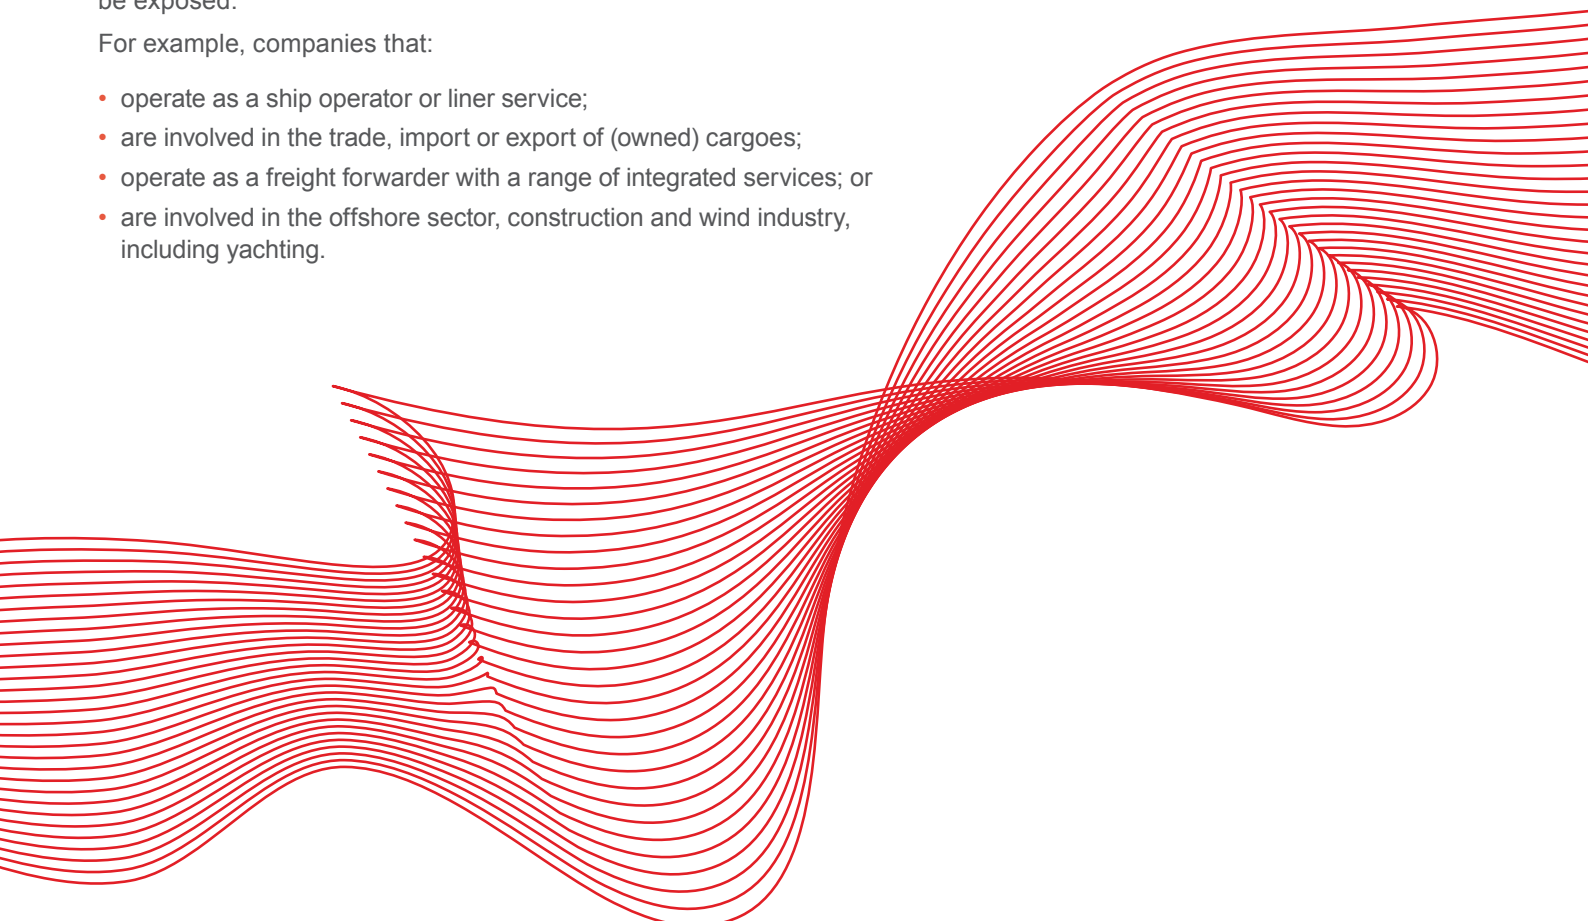 be exposed.
For example, companies that:
• operate as a ship operator or liner service;
• are involved in the trade, import or export of (owned) cargoes;
• operate as a freight forwarder with a range of integrated services; or
• are involved in the offshore sector, construction and wind industry,
including yachting.